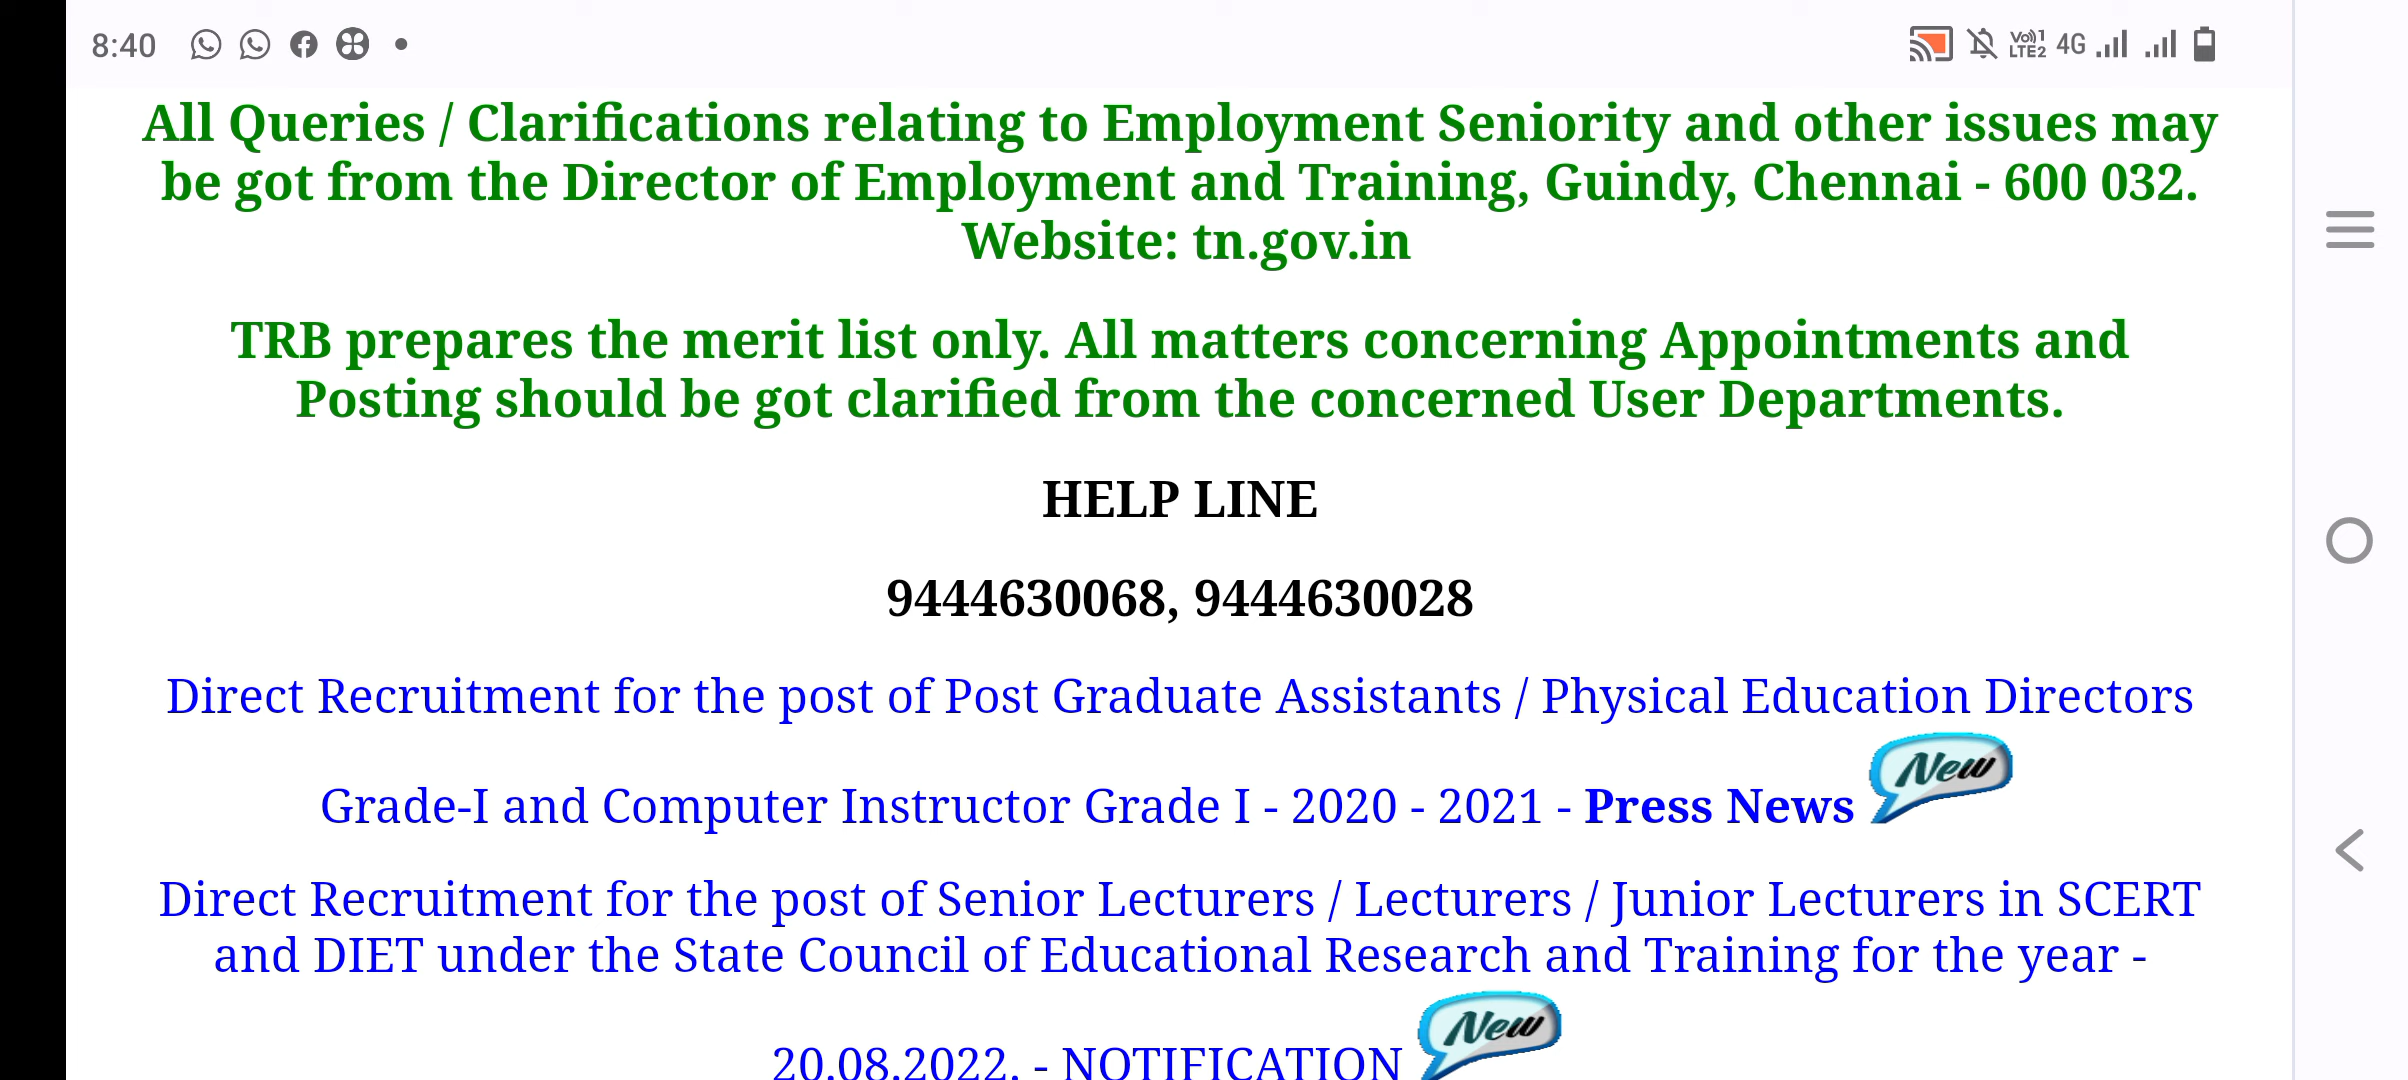 8:40
Vo)) 1
LTE2 4G
All Queries / Clarifications relating to Employment Seniority and other issues may
be got from the Director of Employment and Training, Guindy, Chennai - 600 032.
Website: tn.gov.in
TRB prepares the merit list only. All matters concerning Appointments and
Posting should be got clarified from the concerned User Departments.
HELP LINE
9444630068, 9444630028
Direct Recruitment for the post of Post Graduate Assistants / Physical Education Directors
Grade-I and Computer Instructor Grade I - 2020 - 2021 - Press News New
Direct Recruitment for the post of Senior Lecturers / Lecturers / Junior Lecturers in SCERT
and DIET under the State Council of Educational Research and Training for the year -
20.08.2022. - NOTIFICATION New